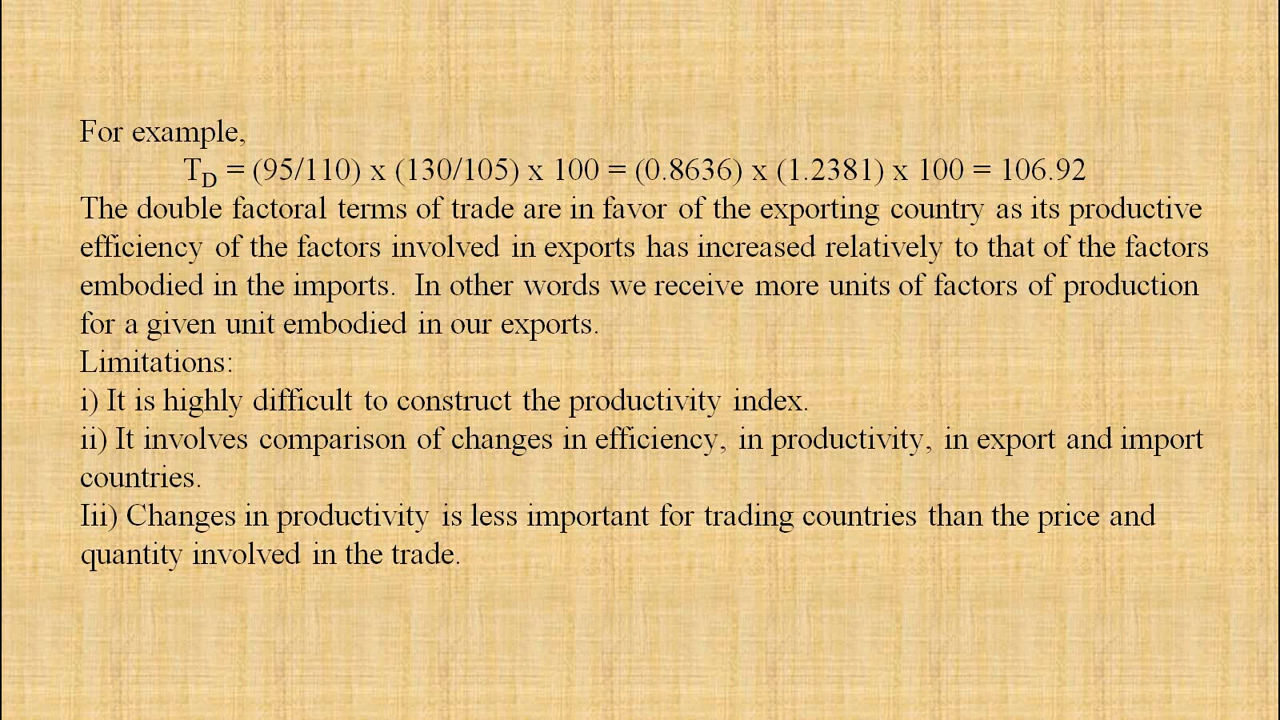 For example,
T_D = (95/110) x (130/105) x 100 = (0.8636) x (1.2381) x 100 = 106.92
The double factoral terms of trade are in favor of the exporting country as its productive
efficiency of the factors involved in exports has increased relatively to that of the factors
embodied in the imports.  In other words we receive more units of factors of production
for a given unit embodied in our exports.
Limitations:
i) It is highly difficult to construct the productivity index.
ii) It involves comparison of changes in efficiency, in productivity, in export and import
countries.
Iii) Changes in productivity is less important for trading countries than the price and
quantity involved in the trade.